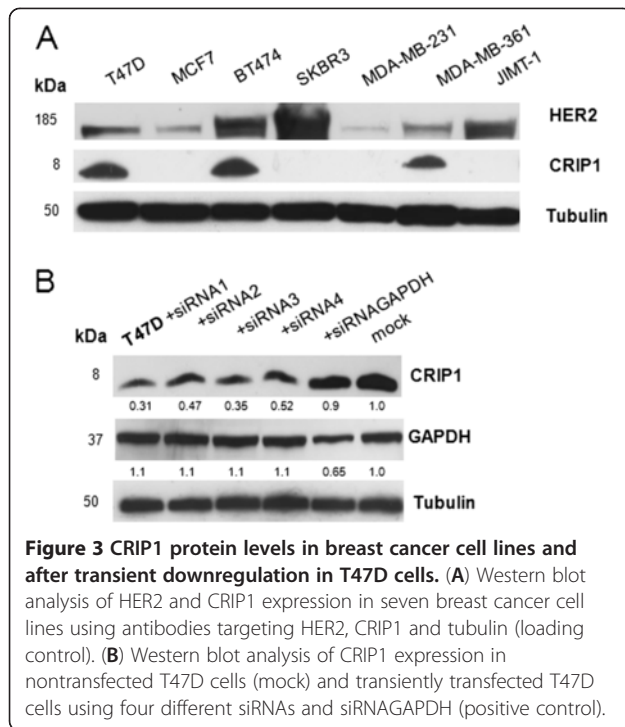 A
kDa
T47D MCF7 BT474 SKBR3 MDA-MB-231 MDA-MB-361 JIMT-1
185 HER2
8 CRIP1
50 Tubulin
B
kDa
T47D +siRNA1 +siRNA2 +siRNA3 +siRNA4 +siRNAGAPDH mock
8 CRIP1
0.31 0.47 0.35 0.52 0.9 1.0
37 GAPDH
1.1 1.1 1.1 1.1 0.65 1.0
50 Tubulin
Figure 3 CRIP1 protein levels in breast cancer cell lines and
after transient downregulation in T47D cells. (A) Western blot
analysis of HER2 and CRIP1 expression in seven breast cancer cell
lines using antibodies targeting HER2, CRIP1 and tubulin (loading
control). (B) Western blot analysis of CRIP1 expression in
nontransfected T47D cells (mock) and transiently transfected T47D
cells using four different siRNAs and siRNAGAPDH (positive control).